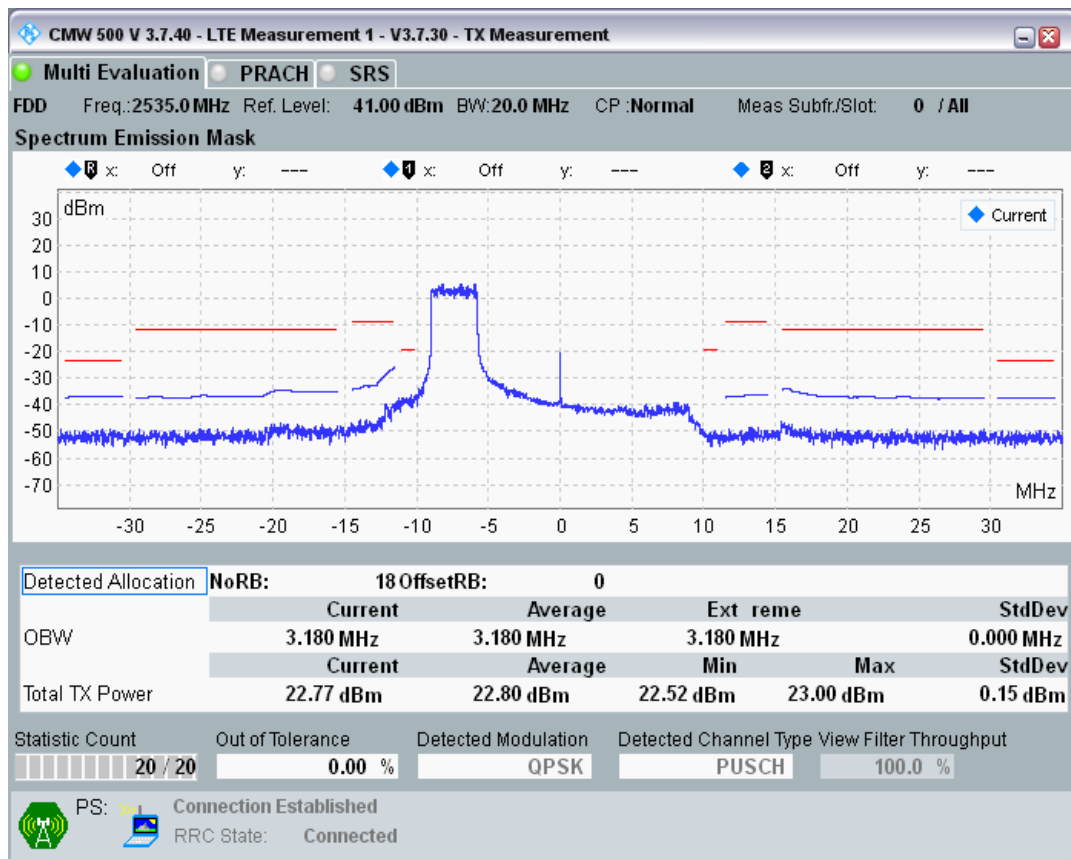 CMW 500 V 3.7.40 - LTE Measurement 1 - V3.7.30 - TX Measurement
Multi Evaluation PRACH SRS
FDD Freq.:2535.0MHz Ref. Level: 41.00 dBm BW:20.0 MHz CP :Normal Meas Subfr./Slot: 0 / All
Spectrum Emission Mask
R x: Off y: --- 1 x: Off y: --- 2 x: Off y: ---
dBm
Current
30
20
10
0
-10
-20
-30
-40
-50
-60
-70
MHz
-30 -25 -20 -15 -10 -5 0 5 10 15 20 25 30
Detected Allocation NoRB: 18 OffsetRB: 0
Current Average Ext reme StdDev
OBW 3.180 MHz 3.180 MHz 3.180 MHz 0.000 MHz
Current Average Min Max StdDev
Total TX Power 22.77 dBm 22.80 dBm 22.52 dBm 23.00 dBm 0.15 dBm
Statistic Count Out of Tolerance Detected Modulation Detected Channel Type View Filter Throughput
20 / 20 0.00 % QPSK PUSCH 100.0 %
PS: Connection Established
RRC State: Connected